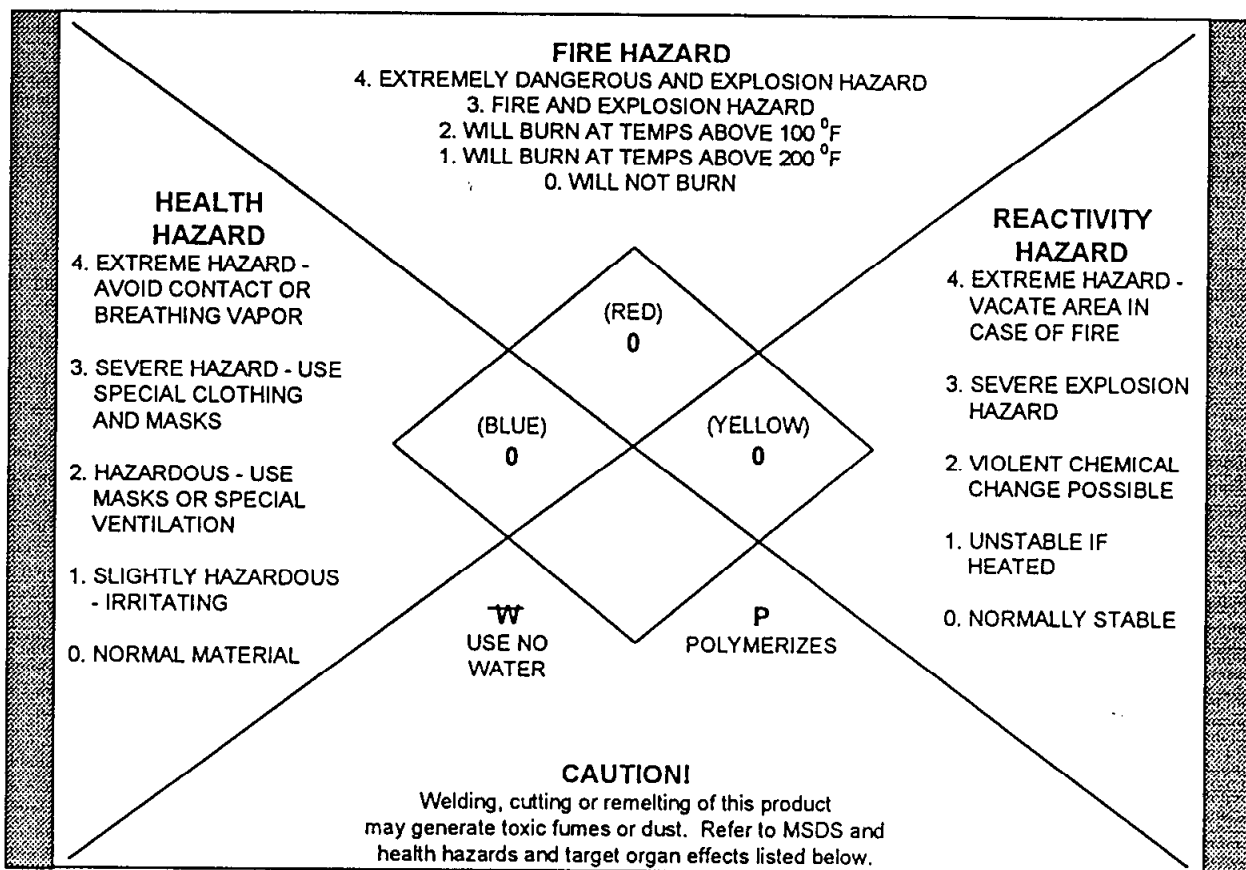 FIRE HAZARD
4. EXTREMELY DANGEROUS AND EXPLOSION HAZARD
3. FIRE AND EXPLOSION HAZARD
2. WILL BURN AT TEMPS ABOVE 100 ⁰F
1. WILL BURN AT TEMPS ABOVE 200 ⁰F
0. WILL NOT BURN
HEALTH
HAZARD
4. EXTREME HAZARD -
AVOID CONTACT OR
BREATHING VAPOR
3. SEVERE HAZARD - USE
SPECIAL CLOTHING
AND MASKS
2. HAZARDOUS - USE
MASKS OR SPECIAL
VENTILATION
1. SLIGHTLY HAZARDOUS
- IRRITATING
0. NORMAL MATERIAL
(RED)
0
(BLUE)
0
(YELLOW)
0
W
USE NO
WATER
P
POLYMERIZES
REACTIVITY
HAZARD
4. EXTREME HAZARD -
VACATE AREA IN
CASE OF FIRE
3. SEVERE EXPLOSION
HAZARD
2. VIOLENT CHEMICAL
CHANGE POSSIBLE
1. UNSTABLE IF
HEATED
0. NORMALLY STABLE
CAUTION!
Welding, cutting or remelting of this product
may generate toxic fumes or dust. Refer to MSDS and
health hazards and target organ effects listed below.